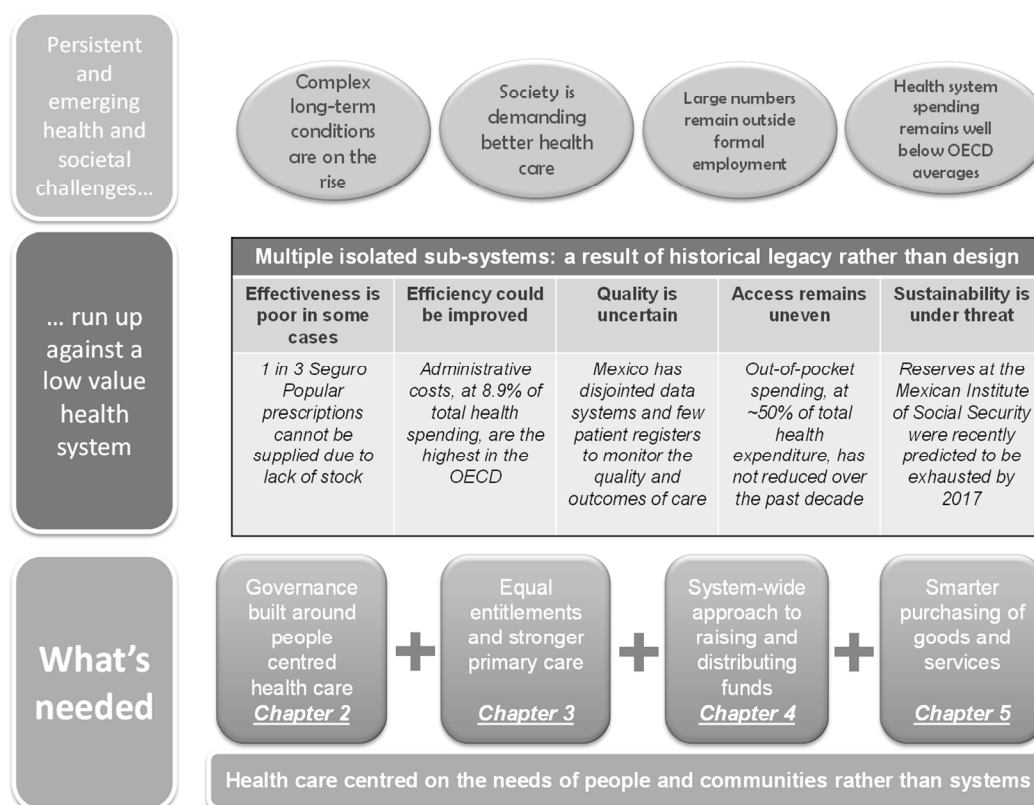 Persistent
and
emerging
health and
societal
challenges...
Complex
long-term
conditions
are on the
rise
Society is
demanding
better health
care
Large numbers
remain outside
formal
employment
Health system
spending
remains well
below OECD
averages
... run up
against a
low value
health
system
Multiple isolated sub-systems: a result of historical legacy rather than design
Effectiveness is
poor in some
cases
Efficiency could
be improved
Quality is
uncertain
Access remains
uneven
Sustainability is
under threat
1 in 3 Seguro
Popular
prescriptions
cannot be
supplied due to
lack of stock
Administrative
costs, at 8.9% of
total health
spending, are the
highest in the
OECD
Mexico has
disjointed data
systems and few
patient registers
to monitor the
quality and
outcomes of care
Out-of-pocket
spending, at
~50% of total
health
expenditure, has
not reduced over
the past decade
Reserves at the
Mexican Institute
of Social Security
were recently
predicted to be
exhausted by
2017
What's
needed
Governance
built around
people
centred
health care
Chapter 2
+
Equal
entitlements
and stronger
primary care
Chapter 3
+
System-wide
approach to
raising and
distributing
funds
Chapter 4
+
Smarter
purchasing of
goods and
services
Chapter 5
Health care centred on the needs of people and communities rather than systems